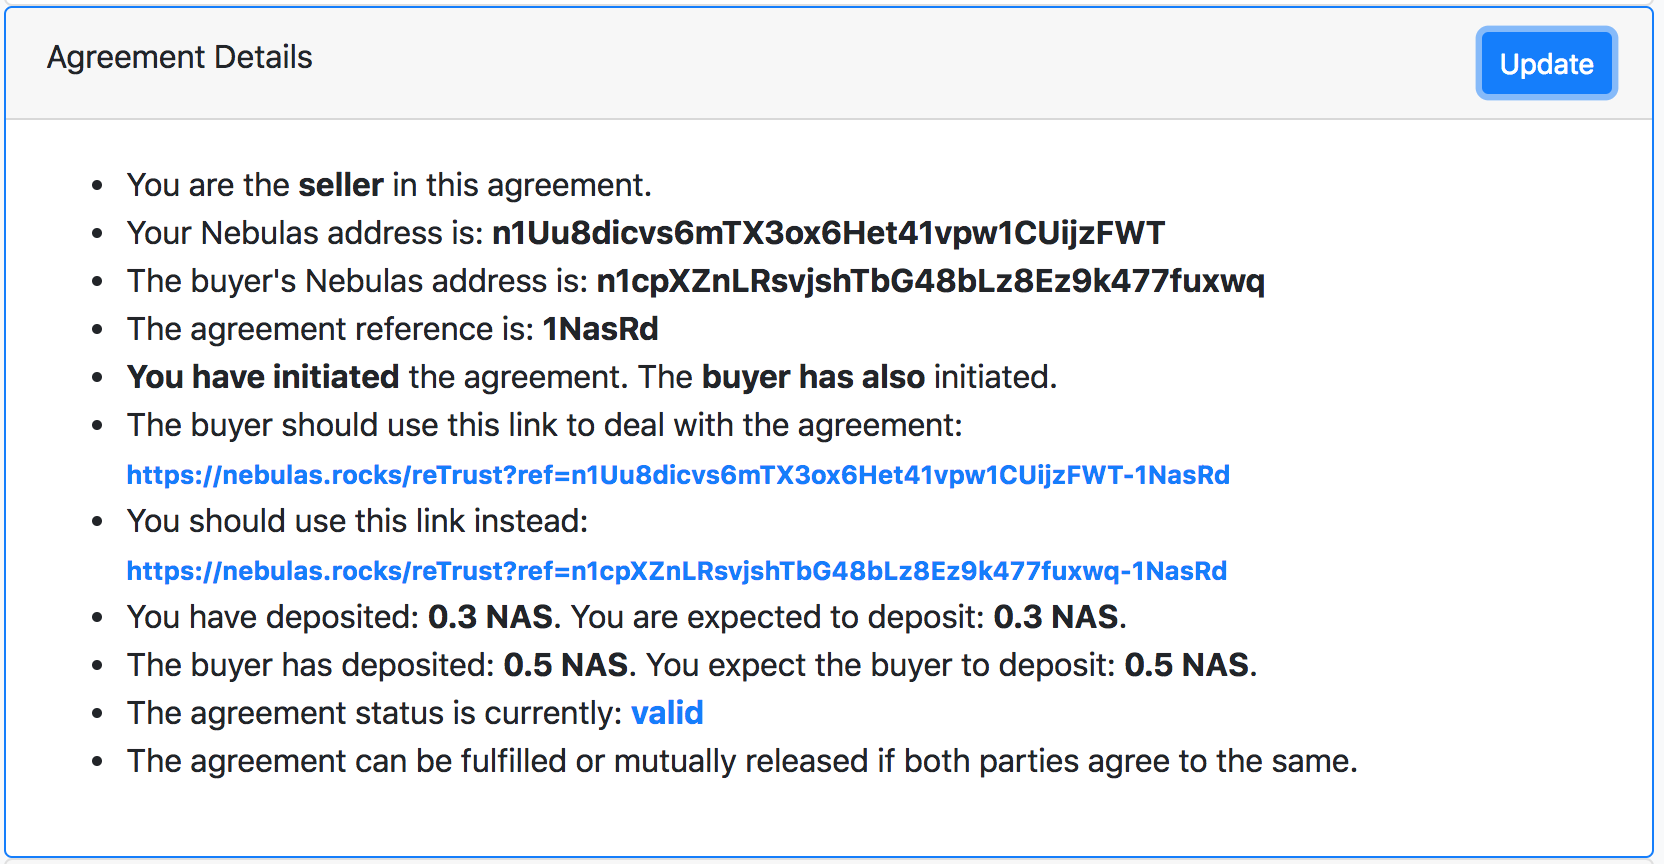 Agreement Details
Update
You are the seller in this agreement.
Your Nebulas address is: n1Uu8dicvs6mTX3ox6Het41vpw1CUijzFWT
The buyer's Nebulas address is: n1cpXZnLRsvjshTbG48bLz8Ez9k477fuxwq
The agreement reference is: 1NasRd
You have initiated the agreement. The buyer has also initiated.
The buyer should use this link to deal with the agreement:
https://nebulas.rocks/reTrust?ref=n1Uu8dicvs6mTX3ox6Het41vpw1CUijzFWT-1NasRd
You should use this link instead:
https://nebulas.rocks/reTrust?ref=n1cpXZnLRsvjshTbG48bLz8Ez9k477fuxwq-1NasRd
You have deposited: 0.3 NAS. You are expected to deposit: 0.3 NAS.
The buyer has deposited: 0.5 NAS. You expect the buyer to deposit: 0.5 NAS.
The agreement status is currently: valid
The agreement can be fulfilled or mutually released if both parties agree to the same.